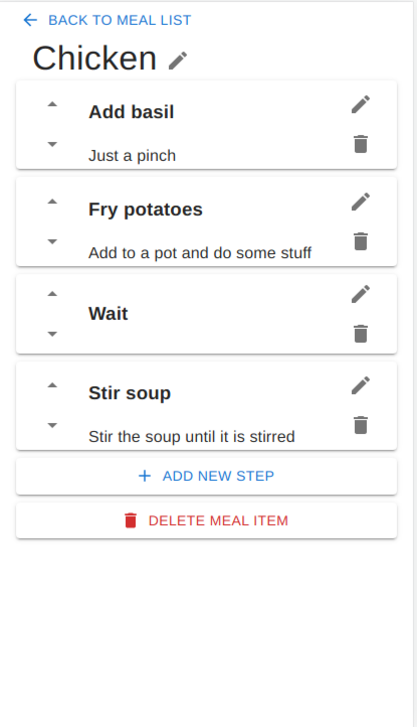 BACK TO MEAL LIST
Chicken
Add basil
Just a pinch
Fry potatoes
Add to a pot and do some stuff
Wait
Stir soup
Stir the soup until it is stirred
ADD NEW STEP
DELETE MEAL ITEM